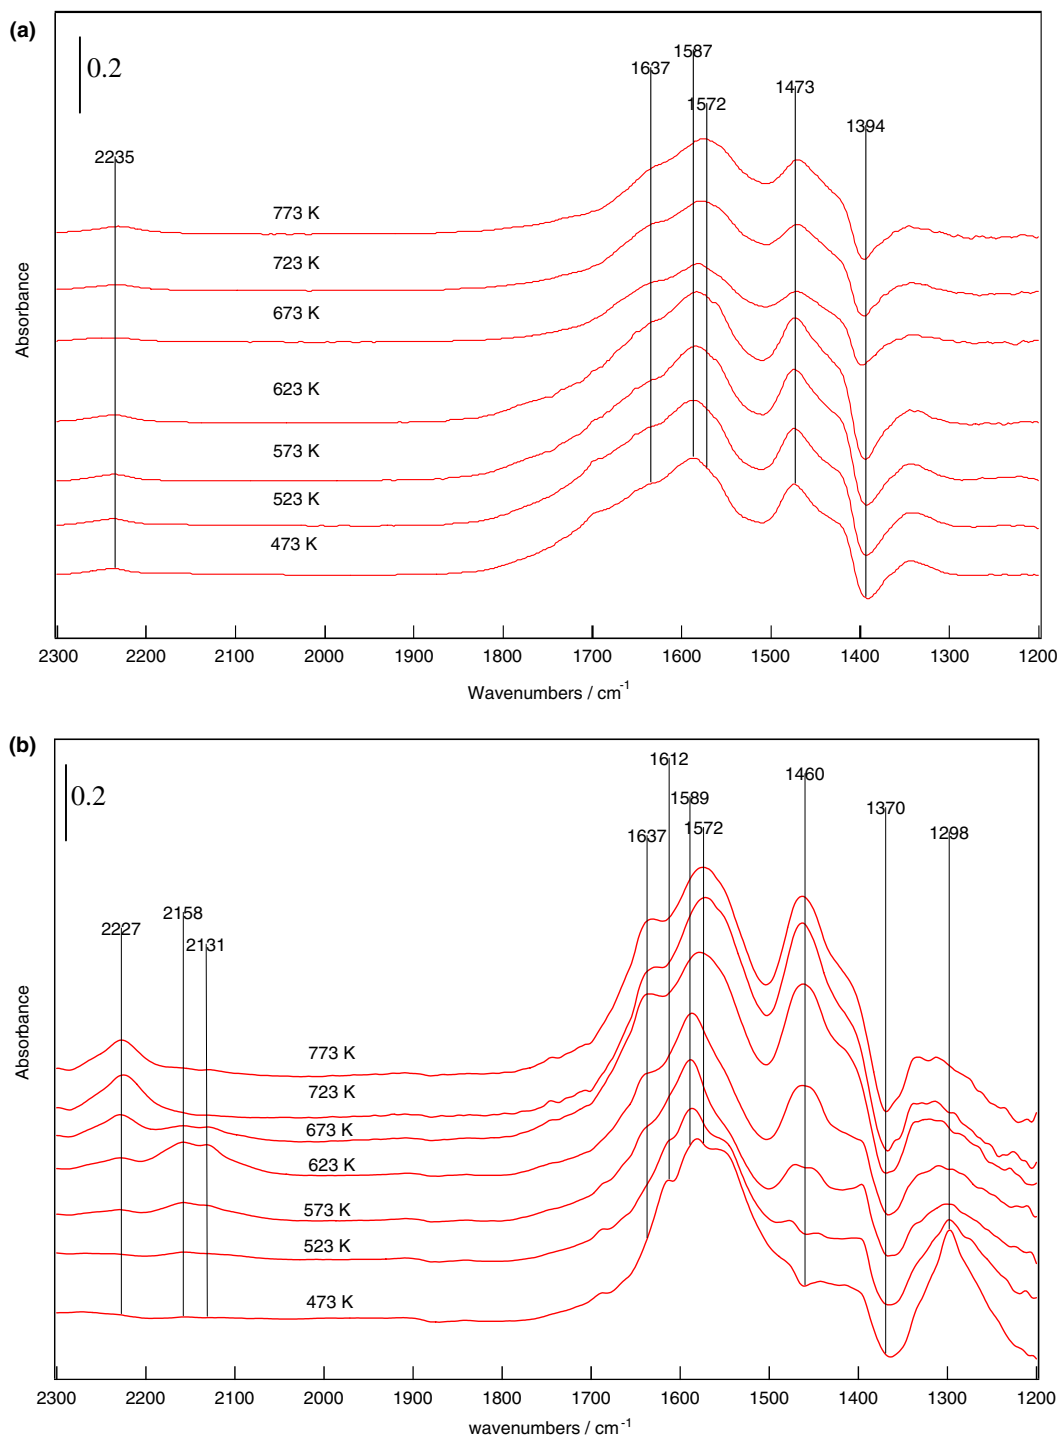 (a)
0.2
1587
1637
1572
1473
1394
2235
773 K
723 K
673 K
623 K
573 K
523 K
473 K
Absorbance
2300 2200 2100 2000 1900 1800 1700 1600 1500 1400 1300 1200
Wavenumbers / cm-1
(b)
0.2
1612
1589
1637
1572
1460
1370
1298
2158
2227
2131
773 K
723 K
673 K
623 K
573 K
523 K
473 K
Absorbance
2300 2200 2100 2000 1900 1800 1700 1600 1500 1400 1300 1200
wavenumbers / cm-1